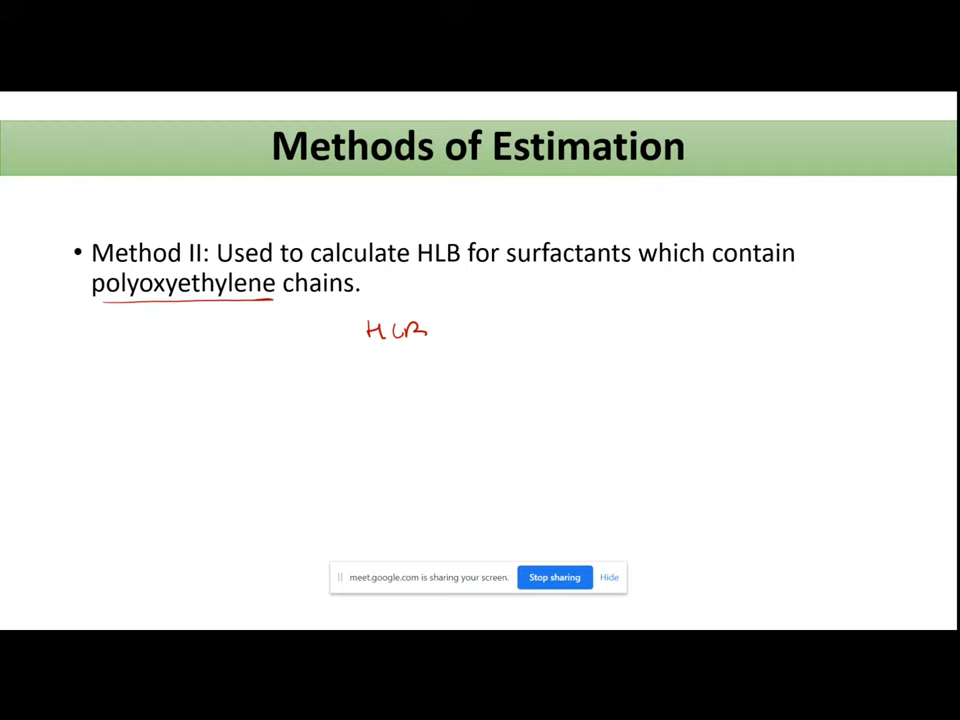 Methods of Estimation
• Method II: Used to calculate HLB for surfactants which contain
polyoxyethylene chains.
HLB
meet.google.com is sharing your screen. Stop sharing Hide